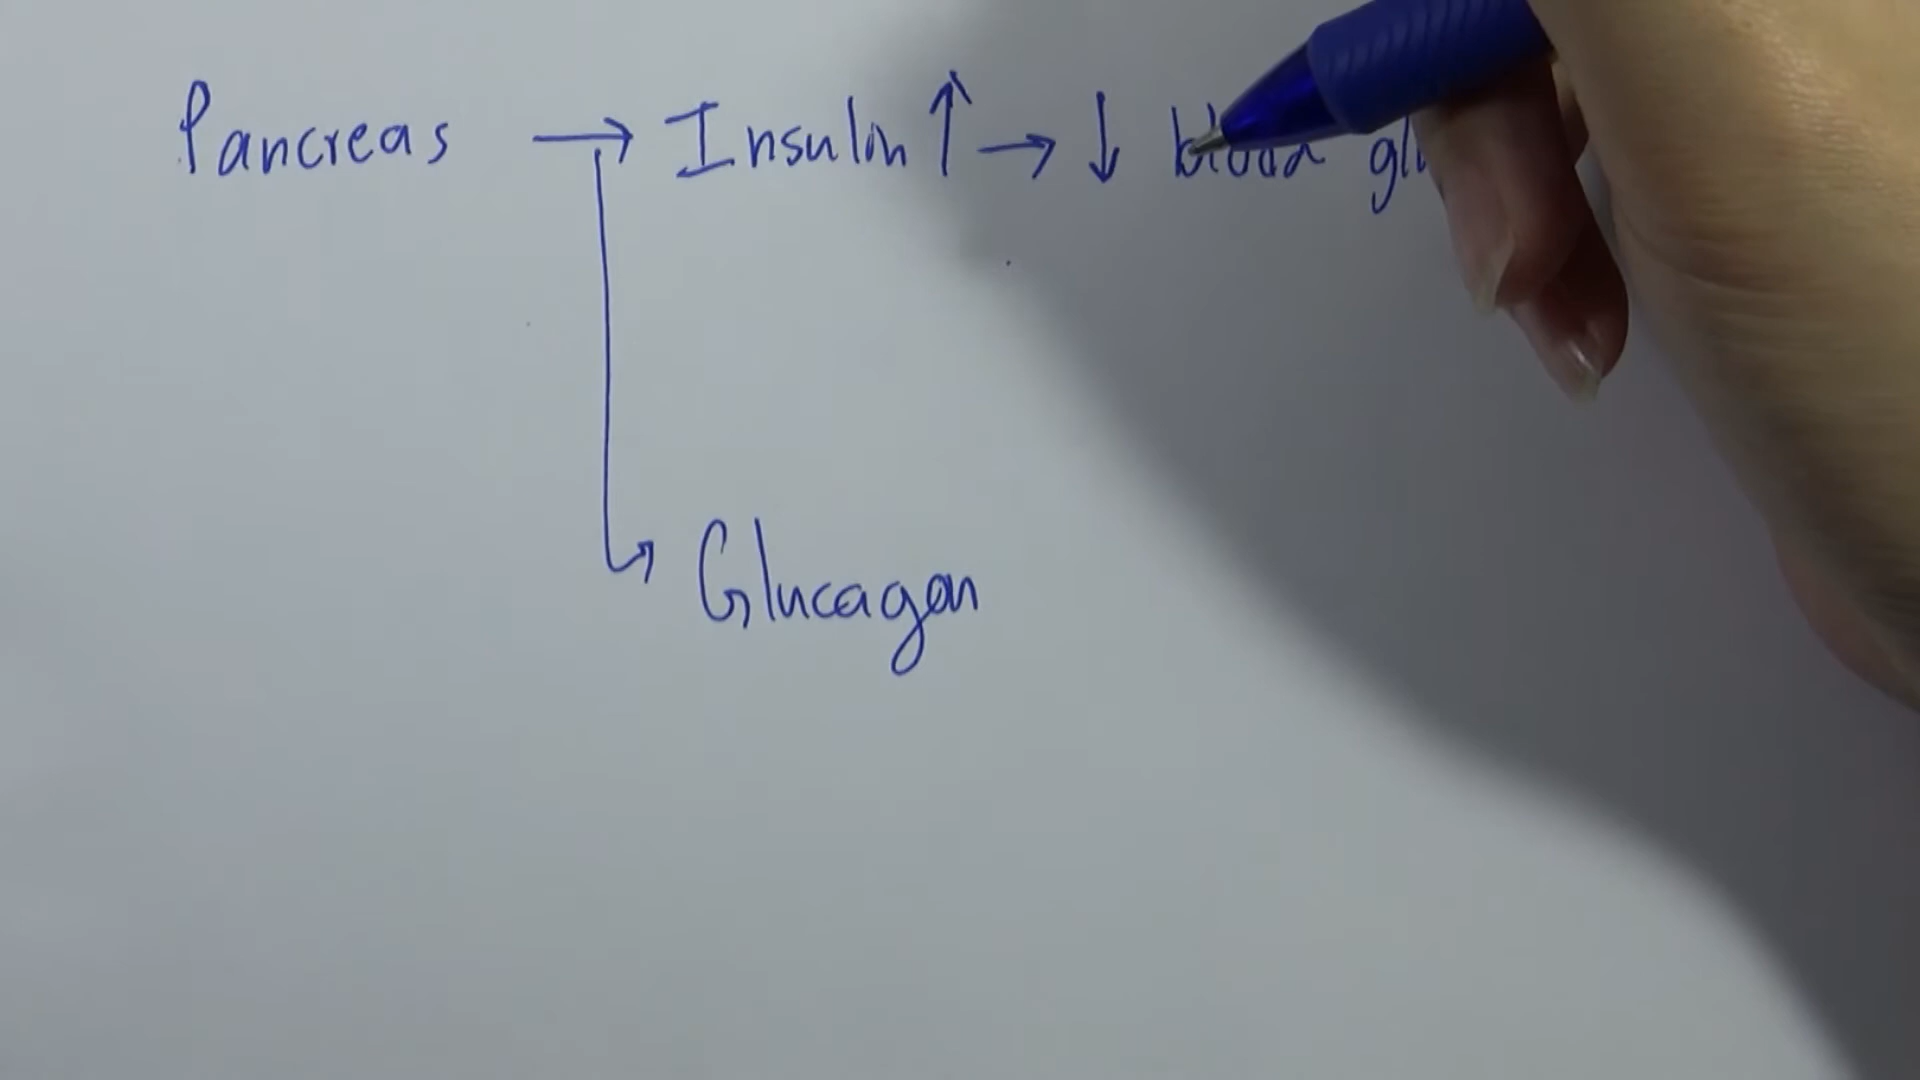 Pancreas → Insulin ↑ → ↓ blood
Glucagon